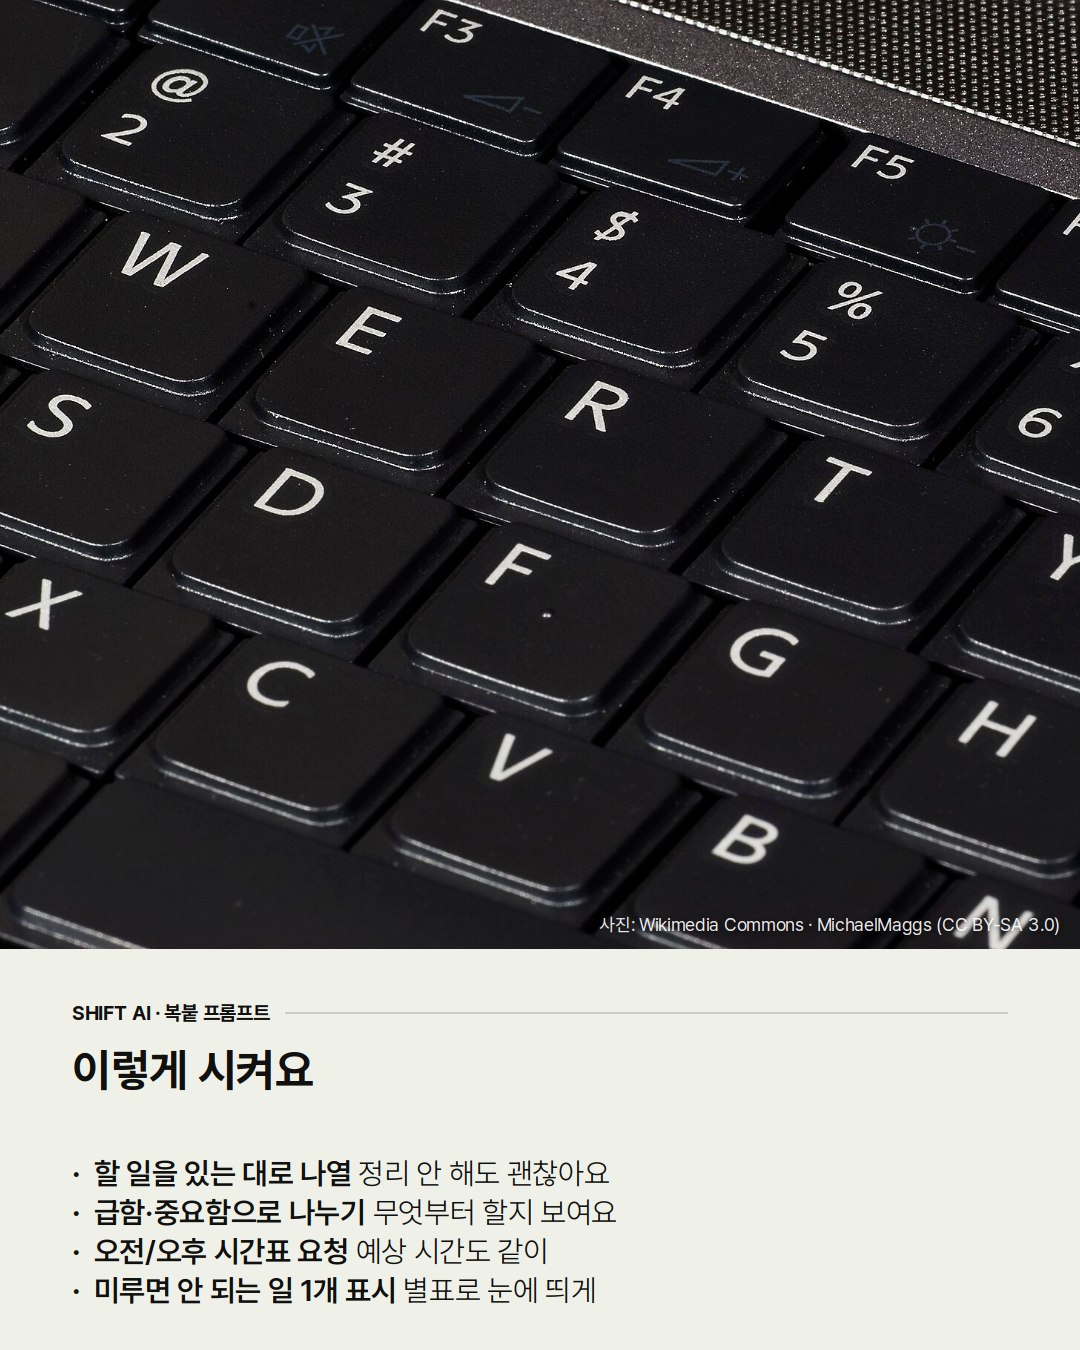 F3
F4
F5
@
2
#
3
$
4
%
5
6
W
E
R
T
Y
S
D
F
G
H
X
C
V
B
N
사진: Wikimedia Commons · MichaelMaggs (CC BY-SA 3.0)
SHIFT AI · 복붙 프롬프트
이렇게 시켜요
· 할 일을 있는 대로 나열 정리 안 해도 괜찮아요
· 급함·중요함으로 나누기 무엇부터 할지 보여요
· 오전/오후 시간표 요청 예상 시간도 같이
· 미루면 안 되는 일 1개 표시 별표로 눈에 띄게